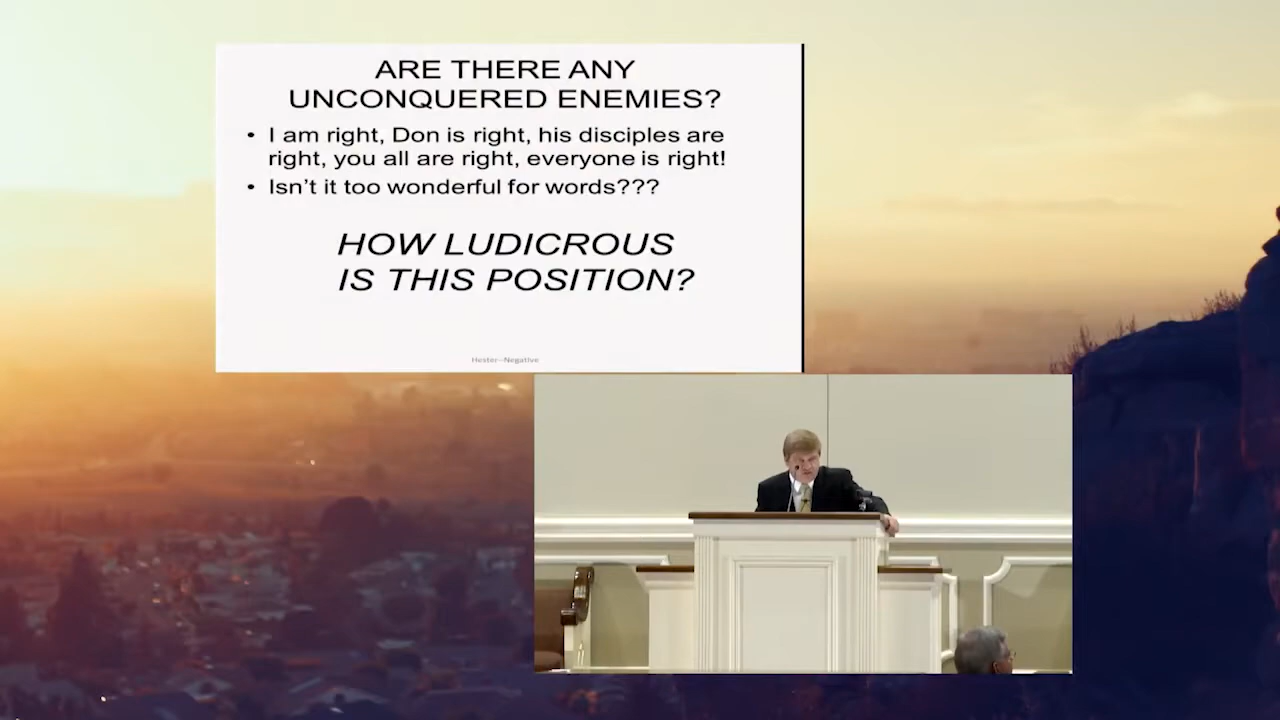 ARE THERE ANY
UNCONQUERED ENEMIES?
• I am right, Don is right, his disciples are
right, you all are right, everyone is right!
• Isn't it too wonderful for words???
HOW LUDICROUS
IS THIS POSITION?
Hester--Negative